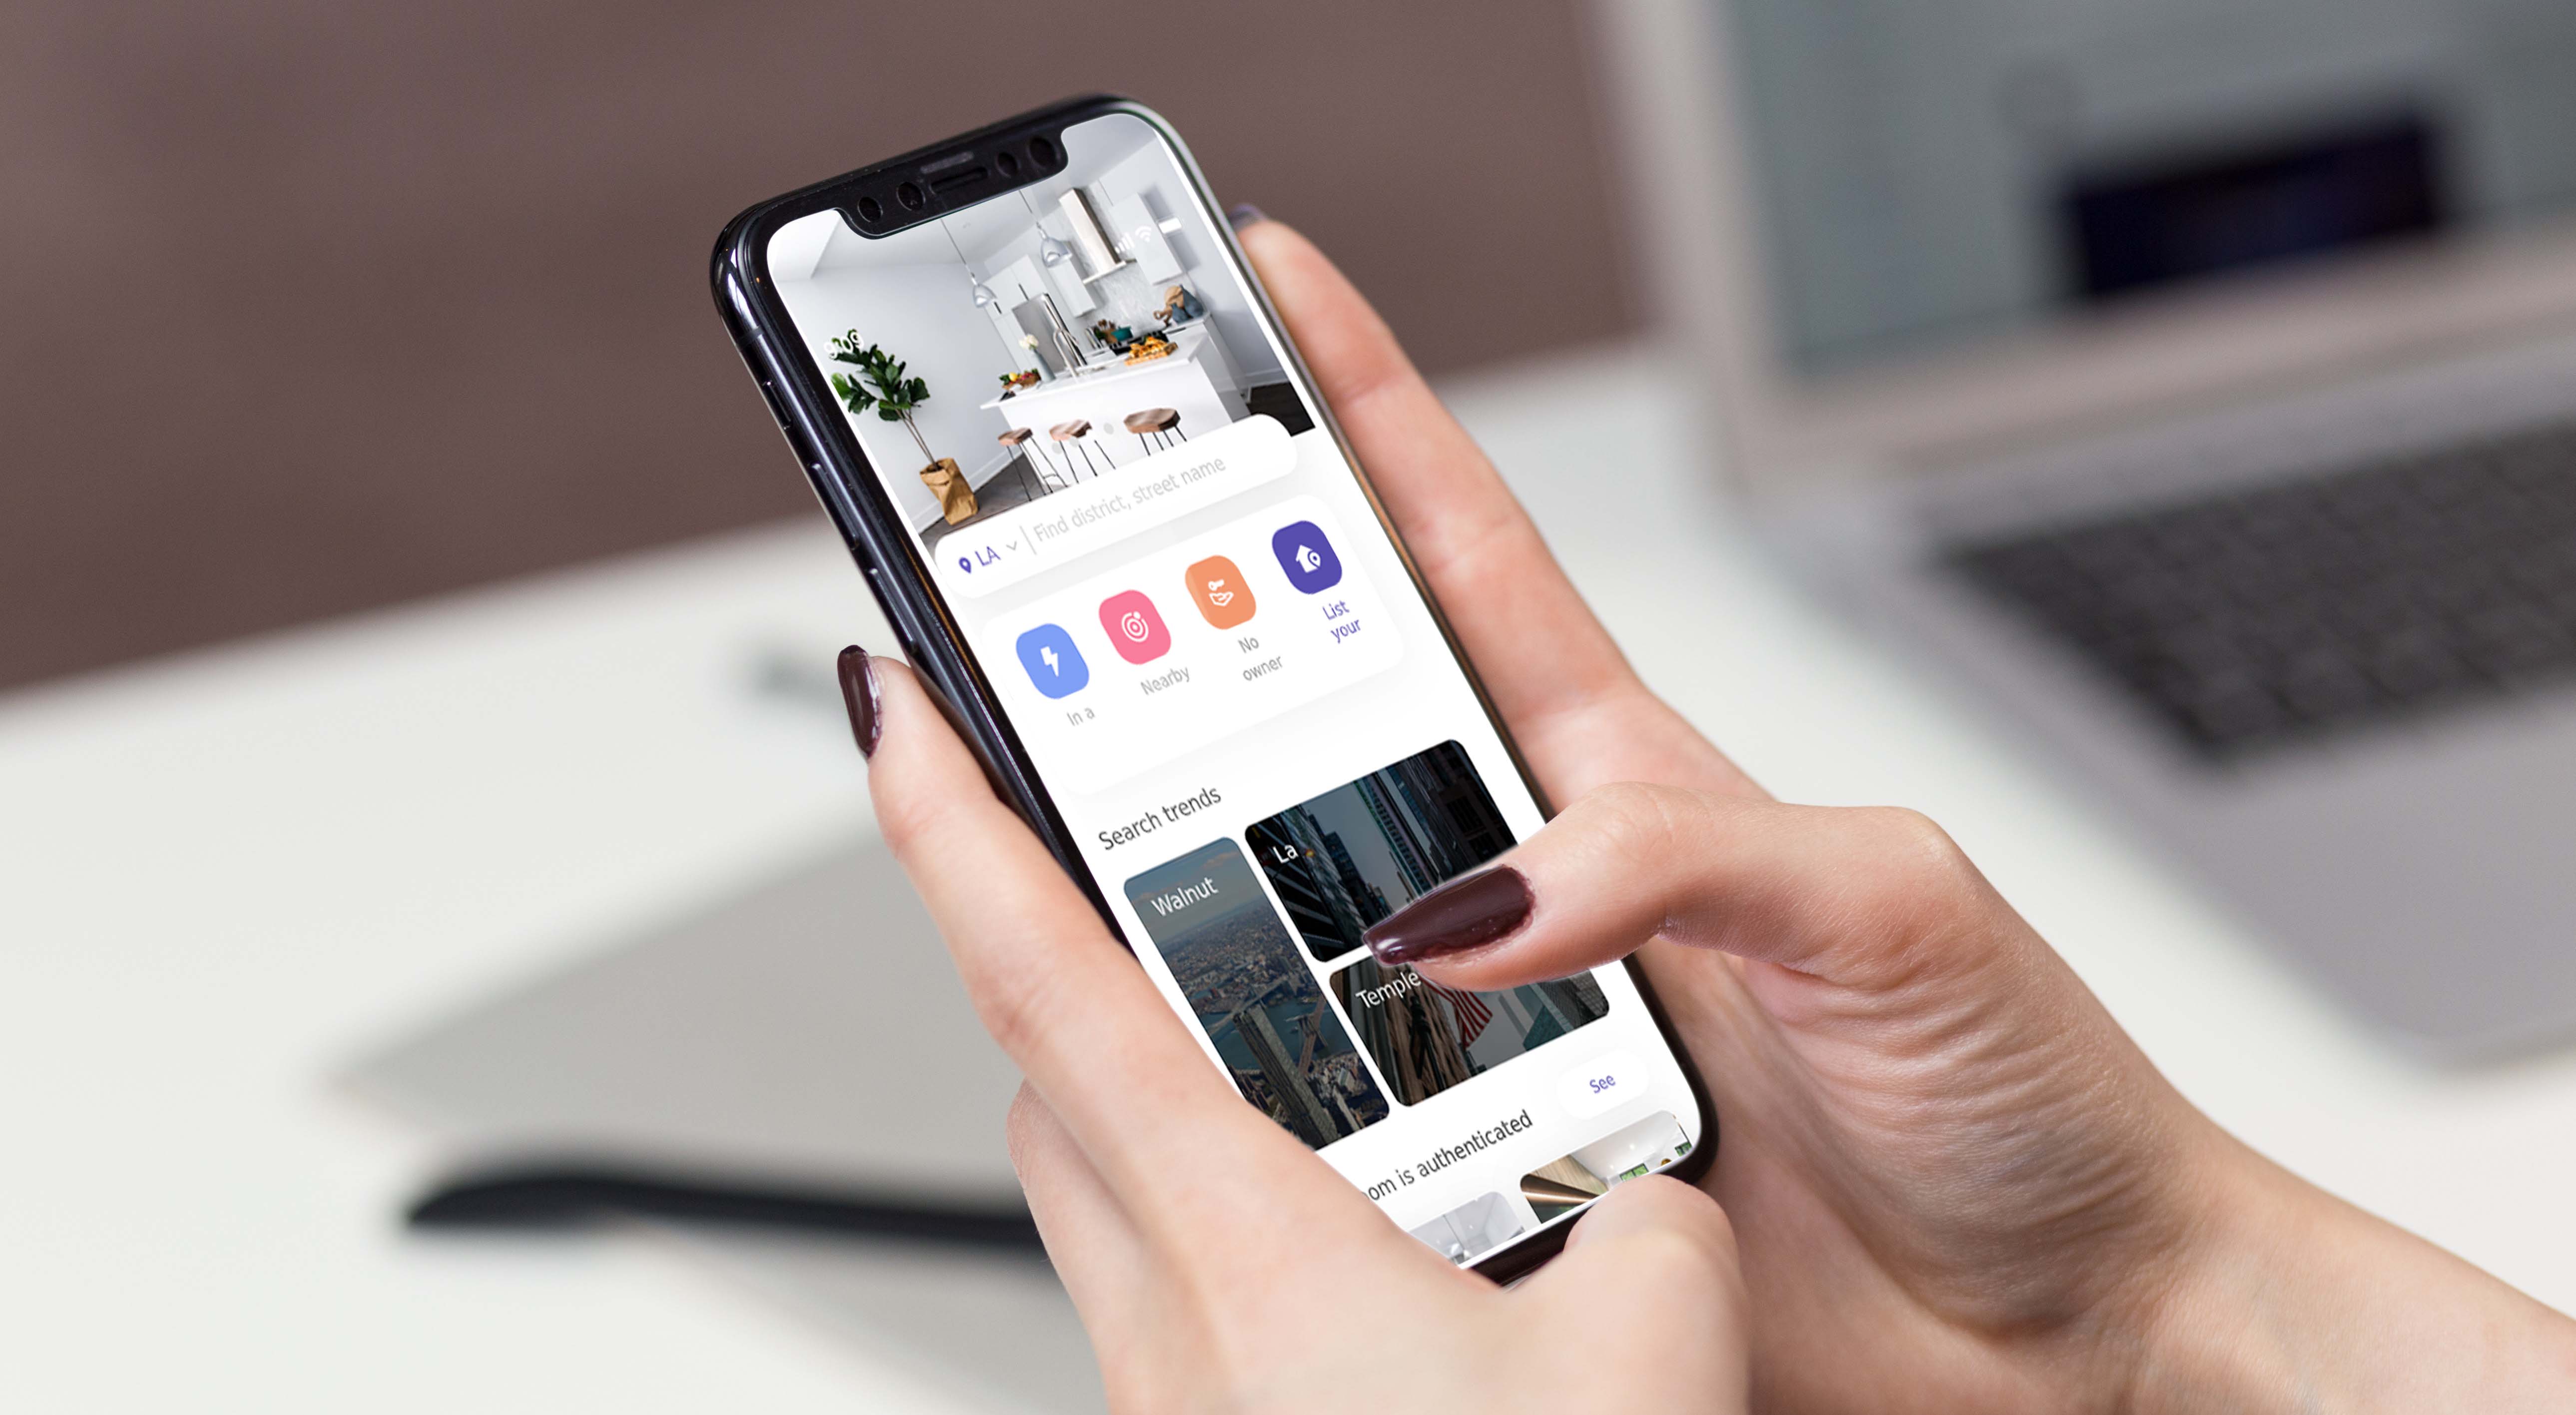 9:09
LA
Find district, street name
In a
Nearby
No
owner
List
your
Search trends
Walnut
La
Temple
See
oom is authenticated